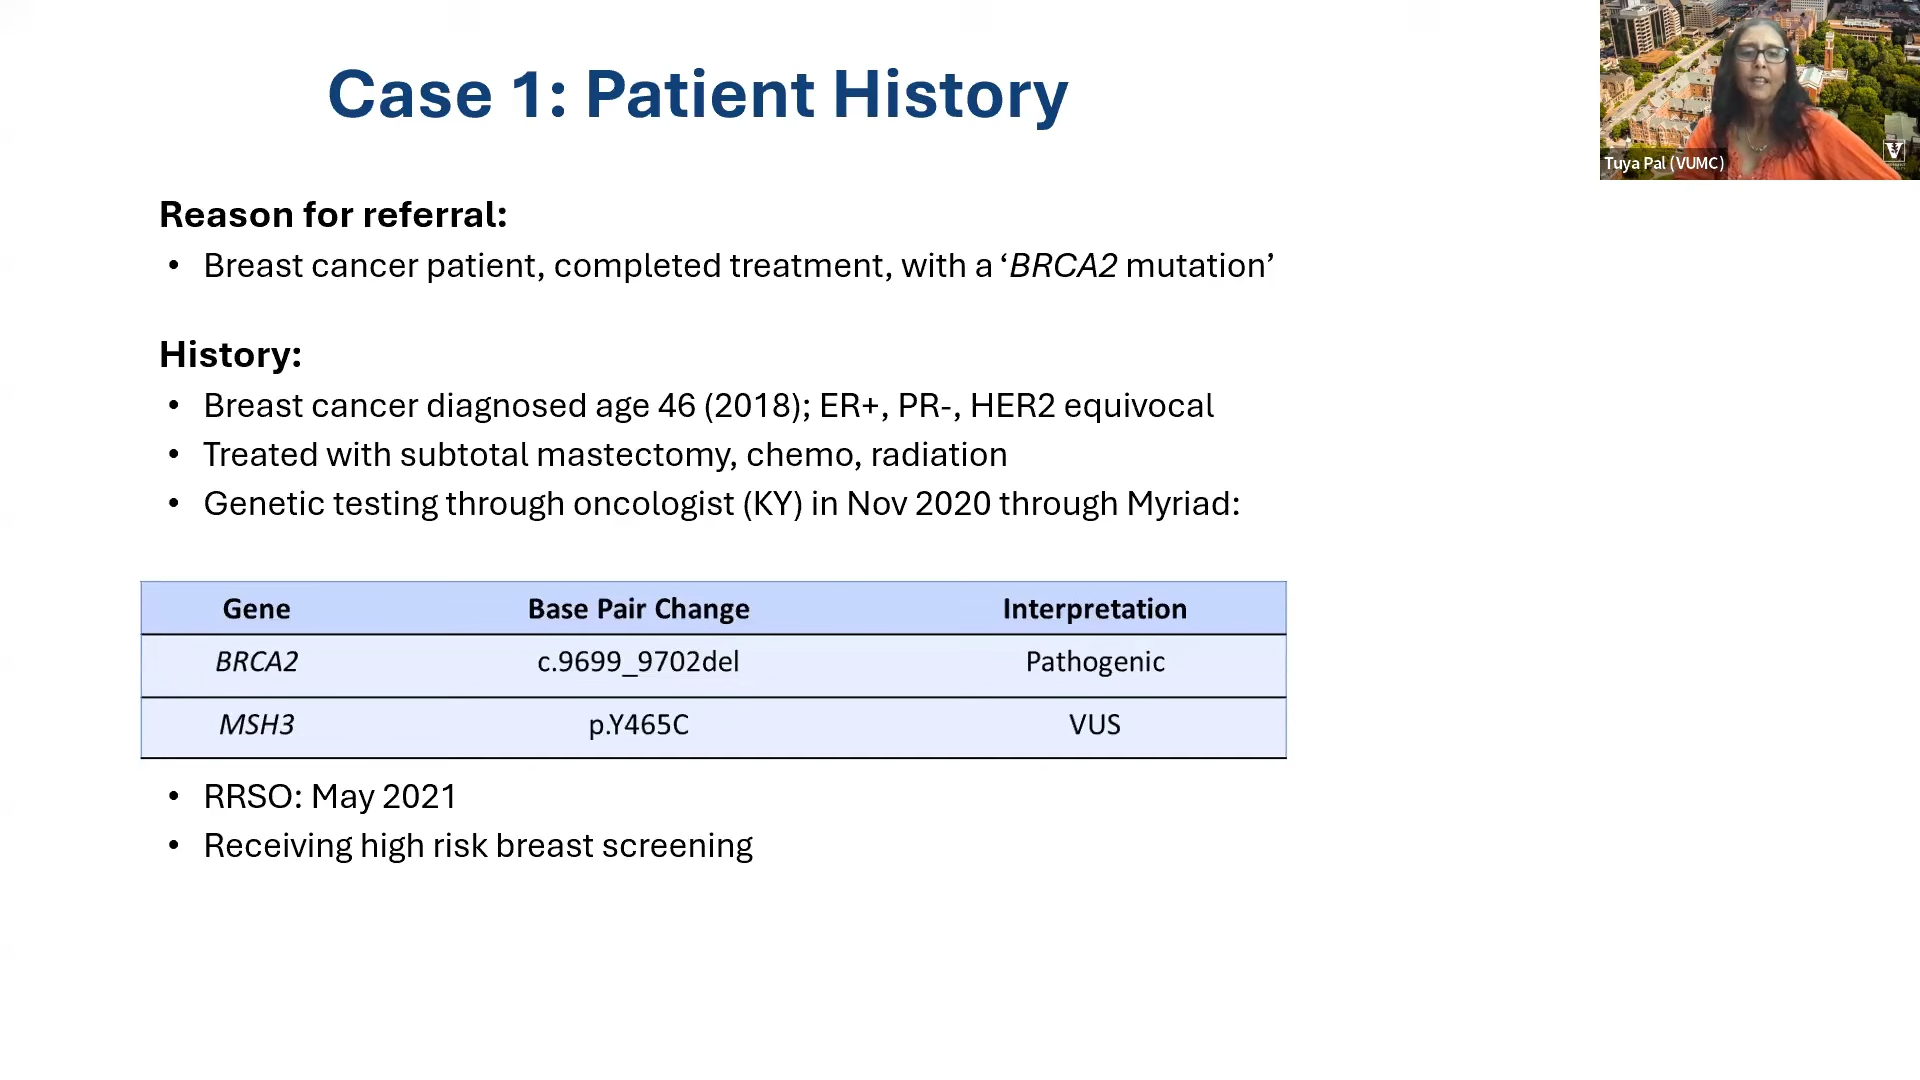 Case 1: Patient History
Tuya Pal (VUMC)
Reason for referral:
• Breast cancer patient, completed treatment, with a ‘BRCA2 mutation’
History:
• Breast cancer diagnosed age 46 (2018); ER+, PR-, HER2 equivocal
• Treated with subtotal mastectomy, chemo, radiation
• Genetic testing through oncologist (KY) in Nov 2020 through Myriad:
Gene Base Pair Change Interpretation
BRCA2 c.9699_9702del Pathogenic
MSH3 p.Y465C VUS
• RRSO: May 2021
• Receiving high risk breast screening